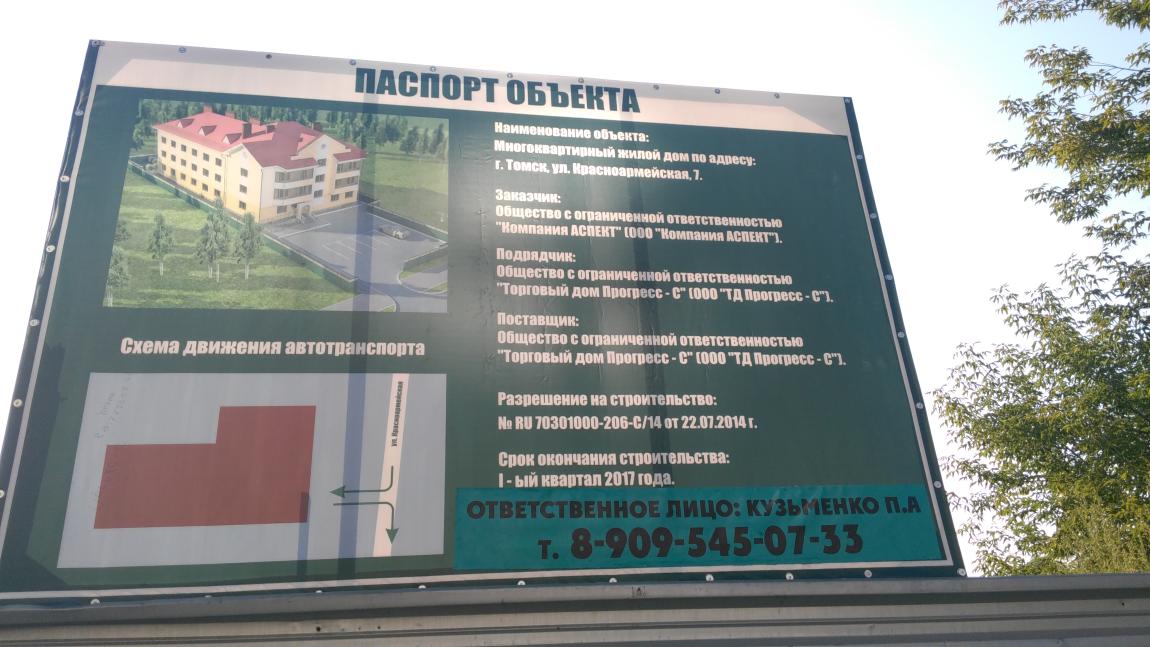 ПАСПОРТ ОБЪЕКТА
Наименование объекта:
Многоквартирный жилой дом по адресу:
г. Томск, ул. Красноармейская, 7.
Заказчик:
Общество с ограниченной ответственностью
"Компания АСПЕКТ" (ООО "Компания АСПЕКТ").
Подрядчик:
Общество с ограниченной ответственностью
"Торговый дом Прогресс - С" (ООО "ТД Прогресс - С").
Поставщик:
Общество с ограниченной ответственностью
"Торговый дом Прогресс - С" (ООО "ТД Прогресс - С").
Разрешение на строительство:
№ RU 70301000-206-С/14 от 22.07.2014 г.
Срок окончания строительства:
I - ый квартал 2017 года.
ОТВЕТСТВЕННОЕ ЛИЦО: КУЗЬМЕНКО П.А
т. 8-909-545-07-33
Схема движения автотранспорта
ул. Красноармейская